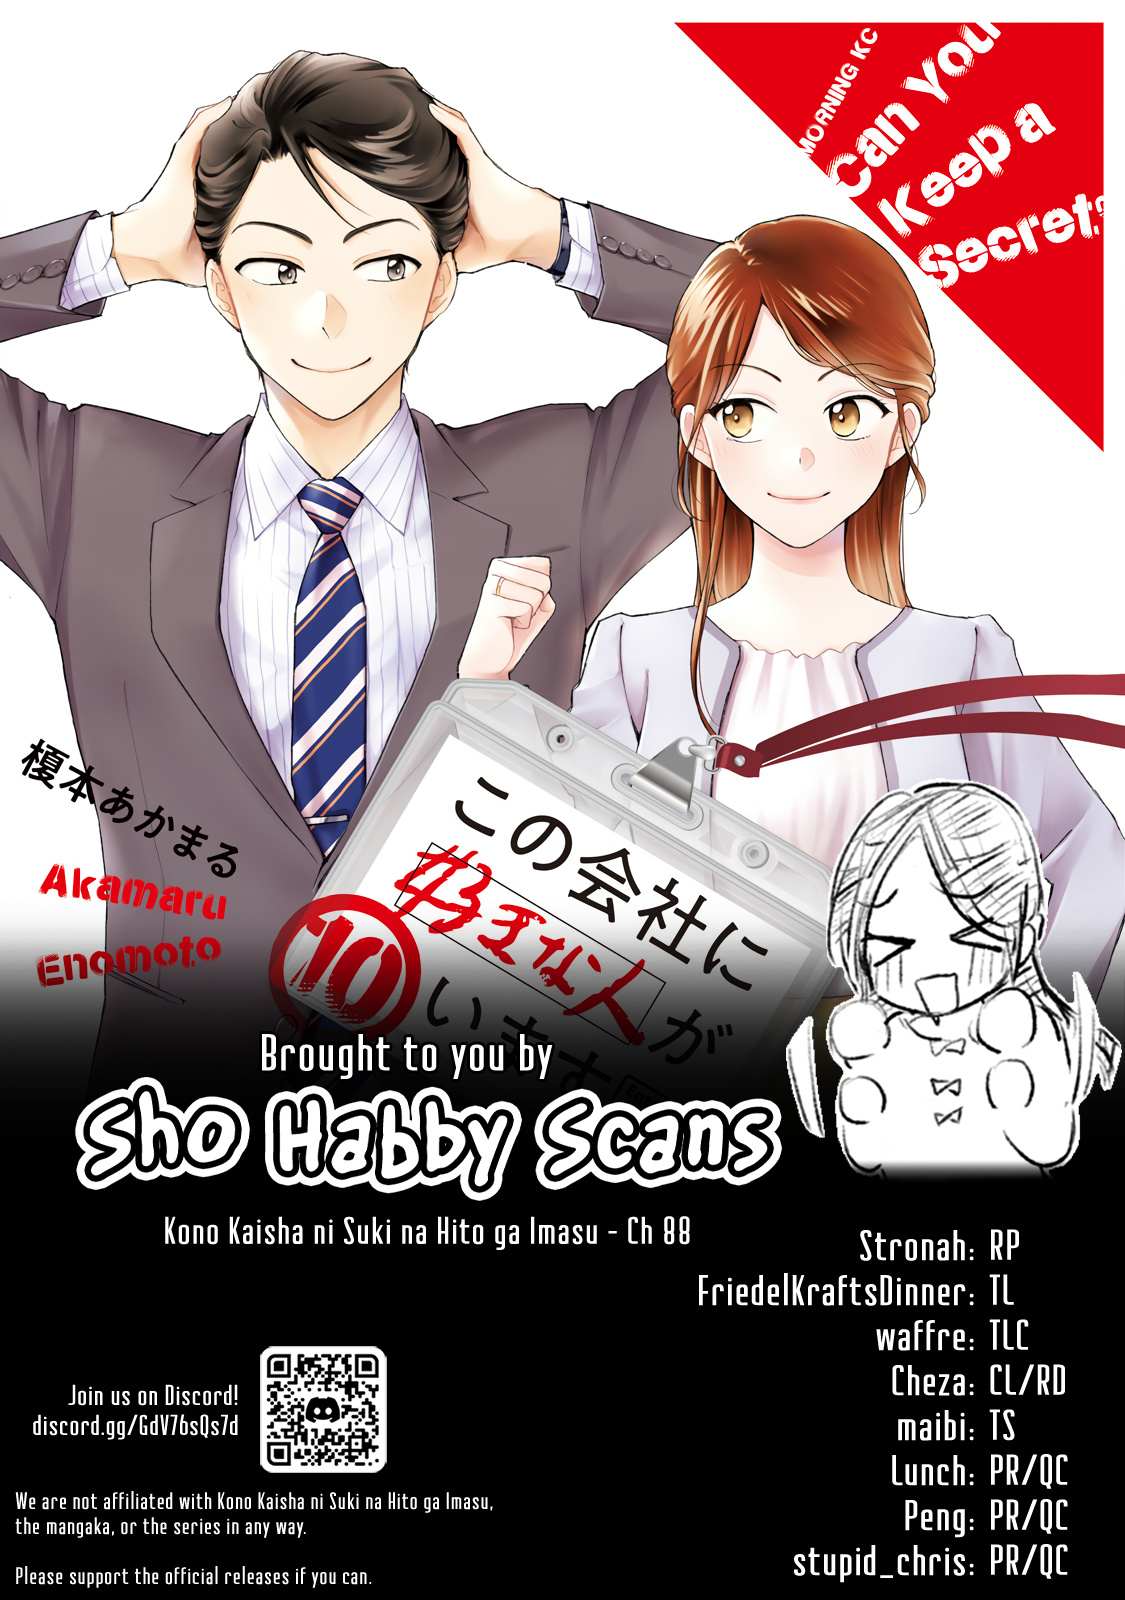 MORNING KC
Can You
Keep a
Secret?
榎本あかまる
Akamaru
Enomoto
この会社に
好きな人が
います
10
Brought to you by
Sho Habby Scans
Kono Kaisha ni Suki na Hito ga Imasu - Ch 88
Stronah: RP
FriedelKraftsDinner: TL
waffre: TLC
Cheza: CL/RD
maibi: TS
Lunch: PR/QC
Peng: PR/QC
stupid_chris: PR/QC
Join us on Discord!
discord.gg/GdV76sQs7d
We are not affiliated with Kono Kaisha ni Suki na Hito ga Imasu,
the mangaka, or the series in any way.
Please support the official releases if you can.